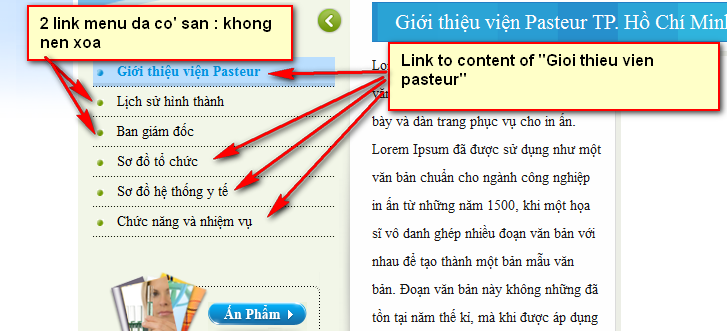 2 link menu da co' san : khong
nen xoa
Giới thiệu viện Pasteur
Lịch sử hình thành
Ban giám đốc
Sơ đồ tổ chức
Sơ đồ hệ thống y tế
Chức năng và nhiệm vụ
Ấn Phẩm
Giới thiệu viện Pasteur TP. Hồ Chí Minh
Link to content of "Gioi thieu vien
pasteur"
bày và dàn trang phục vụ cho in ấn.
Lorem Ipsum đã được sử dụng như một
văn bản chuẩn cho ngành công nghiệp
in ấn từ những năm 1500, khi một họa
sĩ vô danh ghép nhiều đoạn văn bản với
nhau để tạo thành một bản mẫu văn
bản. Đoạn văn bản này không những đã
tồn tại năm thế kỉ, mà khi được áp dụng